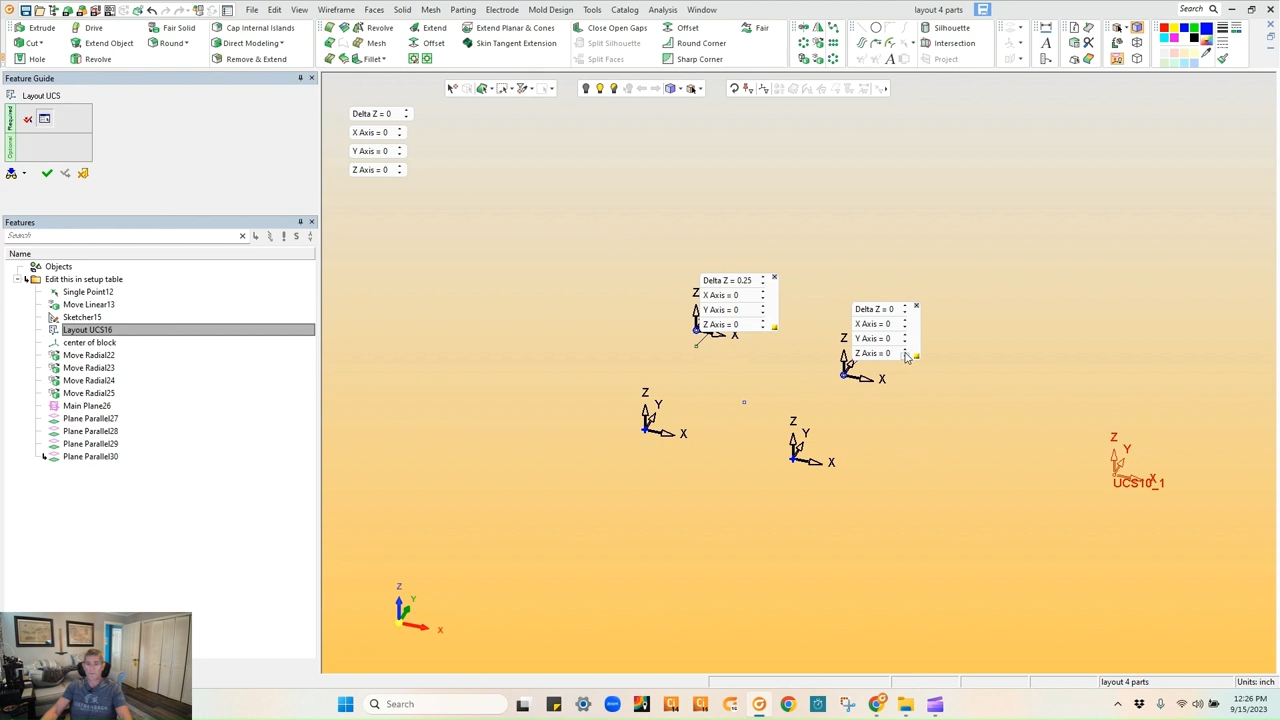 File Edit View Wireframe Faces Solid Mesh Parting Electrode Mold Design Tools Catalog Analysis Window layout 4 parts Search
Extrude Drive Fair Solid Cap Internal Islands Extend Planar & Cones Close Open Gaps Fair Silhouette
Cut Extend Object Round Direct Modeling Mesh Offset Skin Tangent Extension Split Silhouette Round Corner Intersection
Hole Revolve Remove & Extend Fillet Split Faces Sharp Corner Project
Feature Guide
Layout UCS
Required
Optional
Features
Search
Name
Objects
Edit this in setup table
Single Point12
Move Linear13
Sketcher15
Layout UCS16
center of block
Move Radial22
Move Radial23
Move Radial24
Move Radial25
Main Plane26
Plane Parallel27
Plane Parallel28
Plane Parallel29
Plane Parallel30
Delta Z = 0
X Axis = 0
Y Axis = 0
Z Axis = 0
Delta Z = 0.25
X Axis = 0
Y Axis = 0
Z Axis = 0
Z
X
Delta Z = 0
X Axis = 0
Y Axis = 0
Z Axis = 0
Z
X
Z
Y
X
Z
Y
X
Z
Y
X
UCS10_1
Z
Y
X
layout 4 parts Units: inch
Search
12:26 PM
9/15/2023